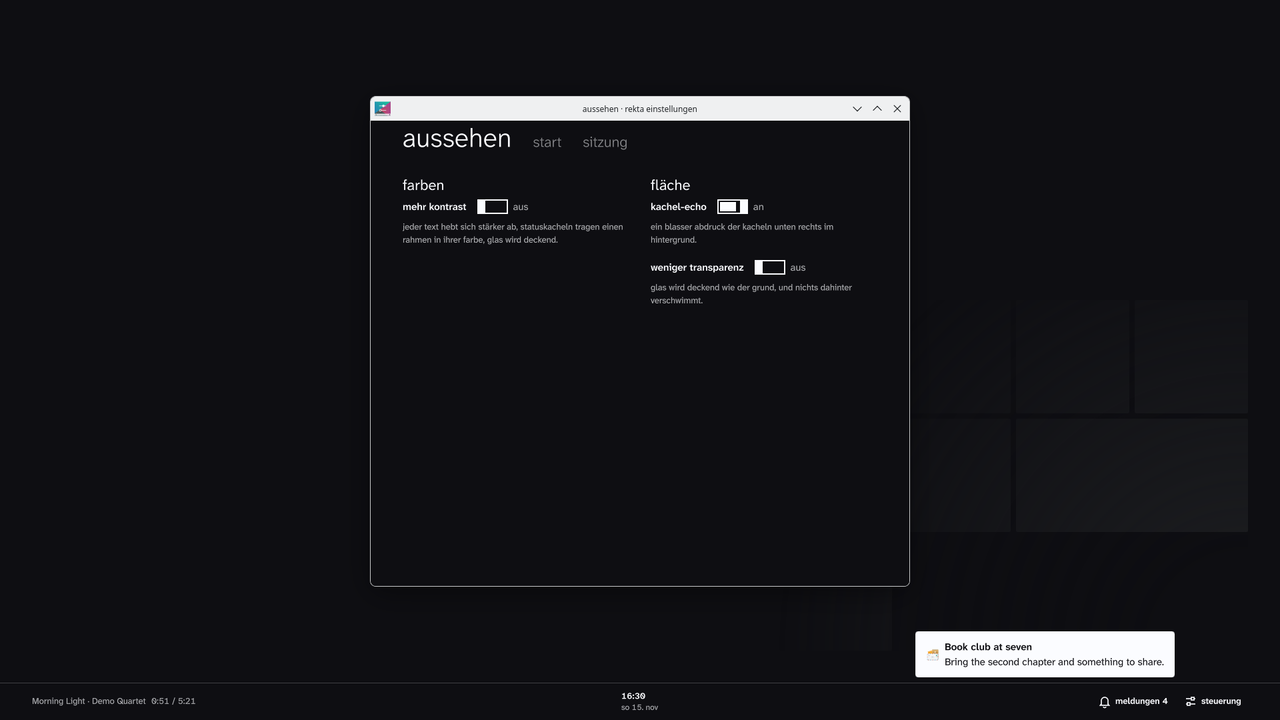 aussehen · rekta einstellungen
aussehen start sitzung
farben
mehr kontrast aus
jeder text hebt sich stärker ab, statuskacheln tragen einen
rahmen in ihrer farbe, glas wird deckend.
fläche
kachel-echo an
ein blasser abdruck der kacheln unten rechts im
hintergrund.
weniger transparenz aus
glas wird deckend wie der grund, und nichts dahinter
verschwimmt.
Book club at seven
Bring the second chapter and something to share.
Morning Light · Demo Quartet 0:51 / 5:21
16:30
so 15. nov
meldungen 4
steuerung